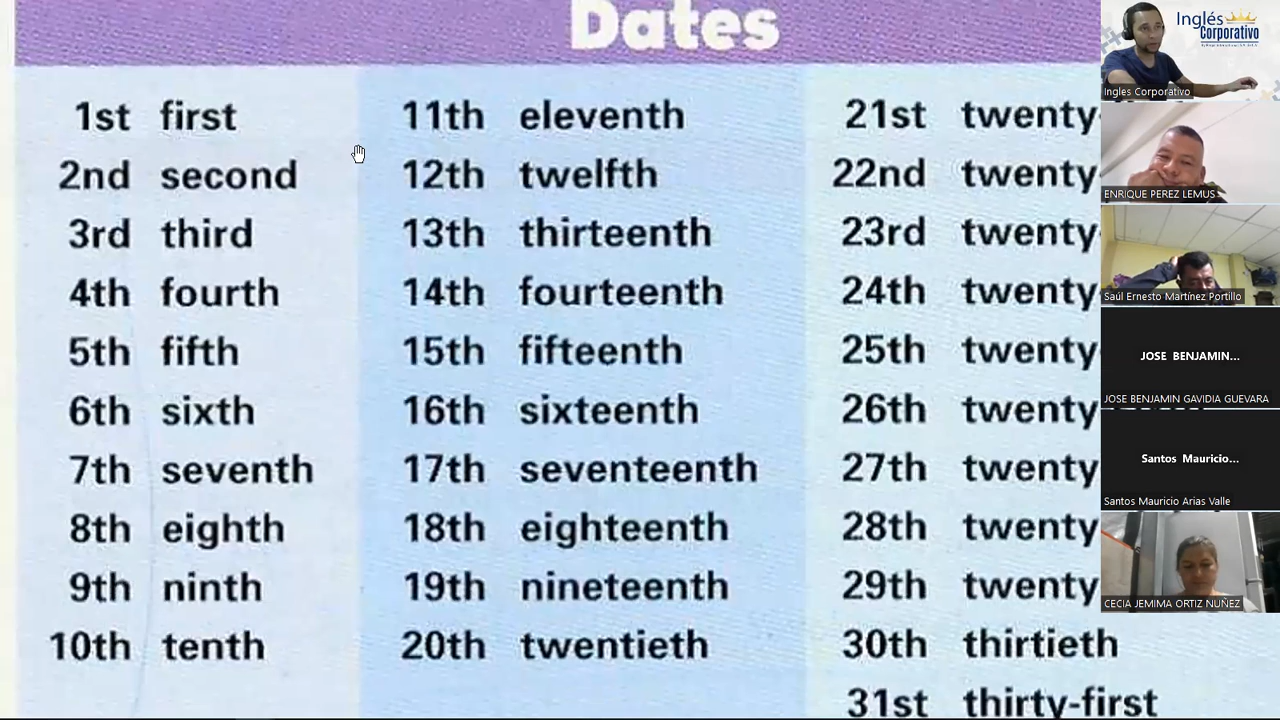 Dates
1st first
2nd second
3rd third
4th fourth
5th fifth
6th sixth
7th seventh
8th eighth
9th ninth
10th tenth
11th eleventh
12th twelfth
13th thirteenth
14th fourteenth
15th fifteenth
16th sixteenth
17th seventeenth
18th eighteenth
19th nineteenth
20th twentieth
21st twenty-
22nd twenty-
23rd twenty-
24th twenty-
25th twenty-
26th twenty-
27th twenty-
28th twenty-
29th twenty-
30th thirtieth
31st thirty-first
Inglés
Corporativo
Ingles Corporativo
ENRIQUE PEREZ LEMUS
Saúl Ernesto Martínez Portillo
JOSE BENJAMIN...
JOSE BENJAMIN GAVIDIA GUEVARA
Santos Mauricio...
Santos Mauricio Arias Valle
CECIA JEMIMA ORTIZ NUÑEZ